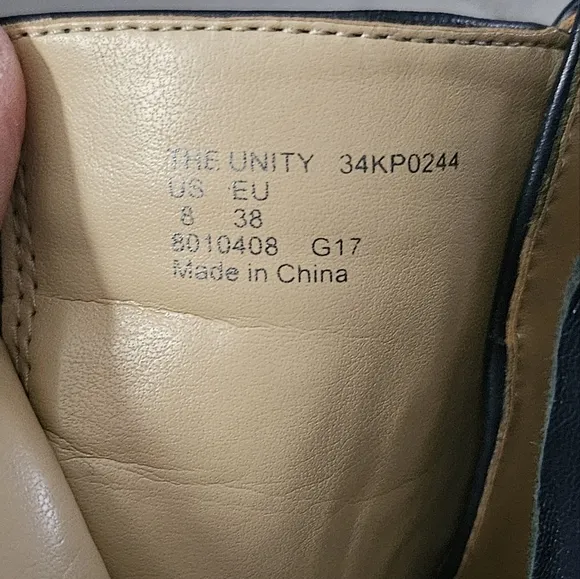 THE UNITY 34KP0244
US EU
8 38
8010408 G17
Made in China